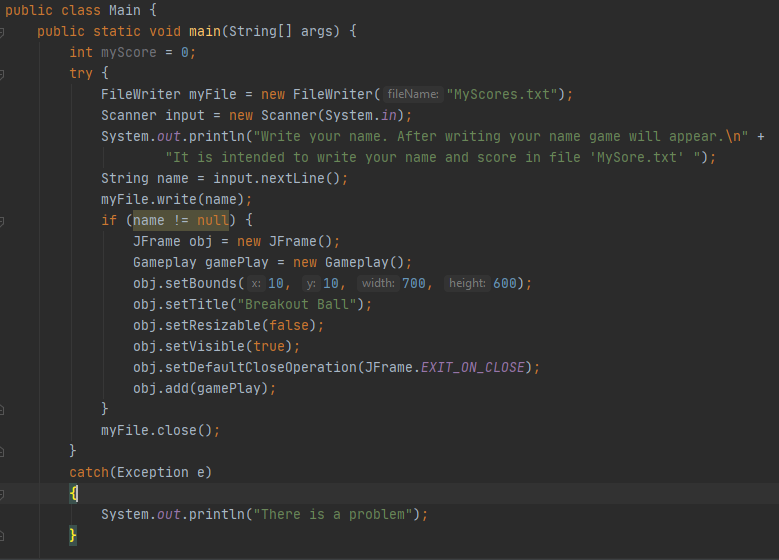 public class Main {
public static void main(String[] args) {
int myScore = 0;
try {
FileWriter myFile = new FileWriter( fileName: "MyScores.txt");
Scanner input = new Scanner(System.in);
System.out.println("Write your name. After writing your name game will appear.\n" +
"It is intended to write your name and score in file 'MySore.txt' ");
String name = input.nextLine();
myFile.write(name);
if (name != null) {
JFrame obj = new JFrame();
Gameplay gamePlay = new Gameplay();
obj.setBounds( x: 10, y: 10, width: 700, height: 600);
obj.setTitle("Breakout Ball");
obj.setResizable(false);
obj.setVisible(true);
obj.setDefaultCloseOperation(JFrame.EXIT_ON_CLOSE);
obj.add(gamePlay);
}
myFile.close();
}
catch(Exception e)
{
System.out.println("There is a problem");
}